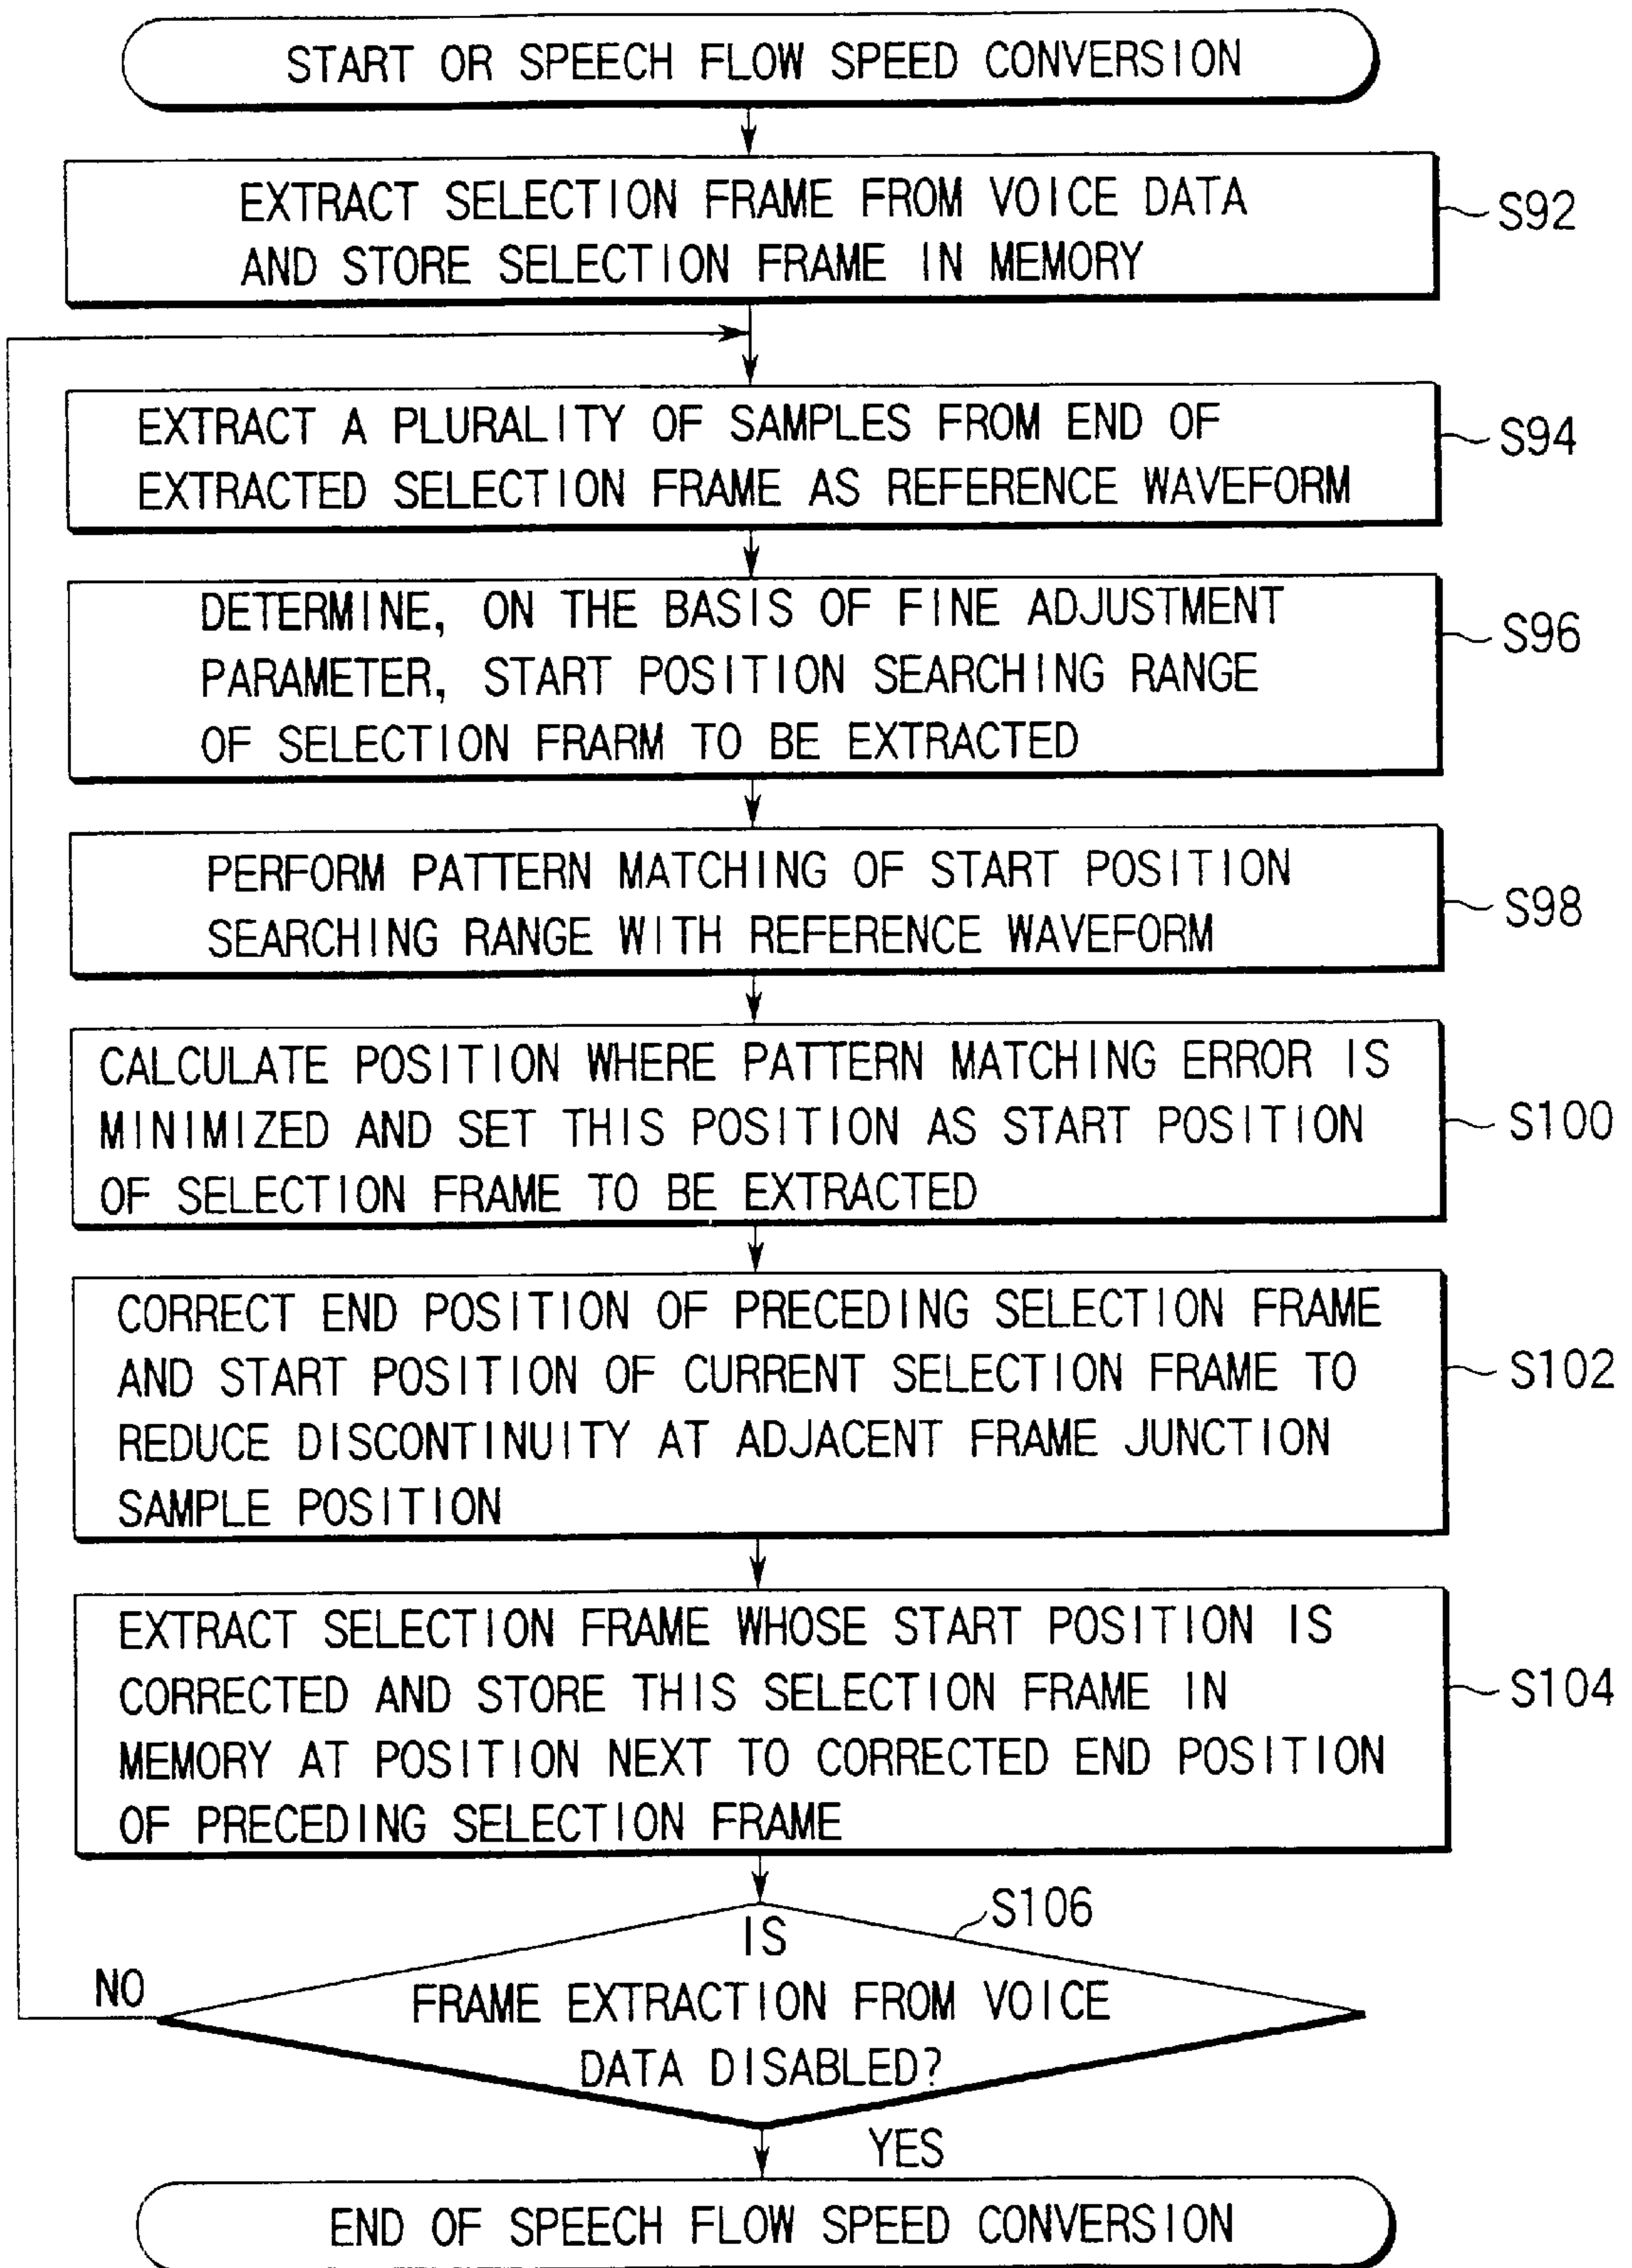 START OR SPEECH FLOW SPEED CONVERSION
EXTRACT SELECTION FRAME FROM VOICE DATA
AND STORE SELECTION FRAME IN MEMORY
S92
EXTRACT A PLURALITY OF SAMPLES FROM END OF
EXTRACTED SELECTION FRAME AS REFERENCE WAVEFORM
S94
DETERMINE, ON THE BASIS OF FINE ADJUSTMENT
PARAMETER, START POSITION SEARCHING RANGE
OF SELECTION FRARM TO BE EXTRACTED
S96
PERFORM PATTERN MATCHING OF START POSITION
SEARCHING RANGE WITH REFERENCE WAVEFORM
S98
CALCULATE POSITION WHERE PATTERN MATCHING ERROR IS
MINIMIZED AND SET THIS POSITION AS START POSITION
OF SELECTION FRAME TO BE EXTRACTED
S100
CORRECT END POSITION OF PRECEDING SELECTION FRAME
AND START POSITION OF CURRENT SELECTION FRAME TO
REDUCE DISCONTINUITY AT ADJACENT FRAME JUNCTION
SAMPLE POSITION
S102
EXTRACT SELECTION FRAME WHOSE START POSITION IS
CORRECTED AND STORE THIS SELECTION FRAME IN
MEMORY AT POSITION NEXT TO CORRECTED END POSITION
OF PRECEDING SELECTION FRAME
S104
S106
IS
FRAME EXTRACTION FROM VOICE
DATA DISABLED?
NO
YES
END OF SPEECH FLOW SPEED CONVERSION